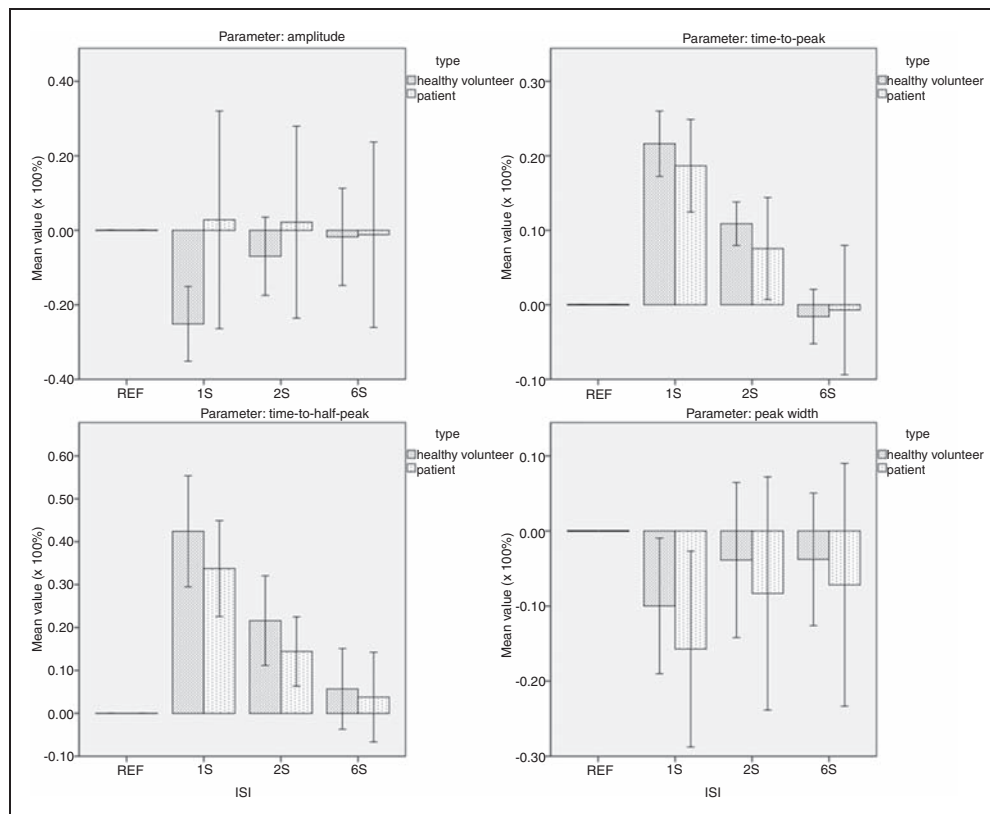 Parameter: amplitude
type
healthy volunteer
patient
Mean value (x 100%)
0.40
0.20
0.00
-0.20
-0.40
REF 1S 2S 6S
Parameter: time-to-peak
type
healthy volunteer
patient
Mean value (x 100%)
0.30
0.20
0.10
0.00
-0.10
REF 1S 2S 6S
Parameter: time-to-half-peak
type
healthy volunteer
patient
Mean value (x 100%)
0.60
0.50
0.40
0.30
0.20
0.10
0.00
-0.10
REF 1S 2S 6S
ISI
Parameter: peak width
type
healthy volunteer
patient
Mean value (x 100%)
0.10
0.00
-0.10
-0.20
-0.30
REF 1S 2S 6S
ISI